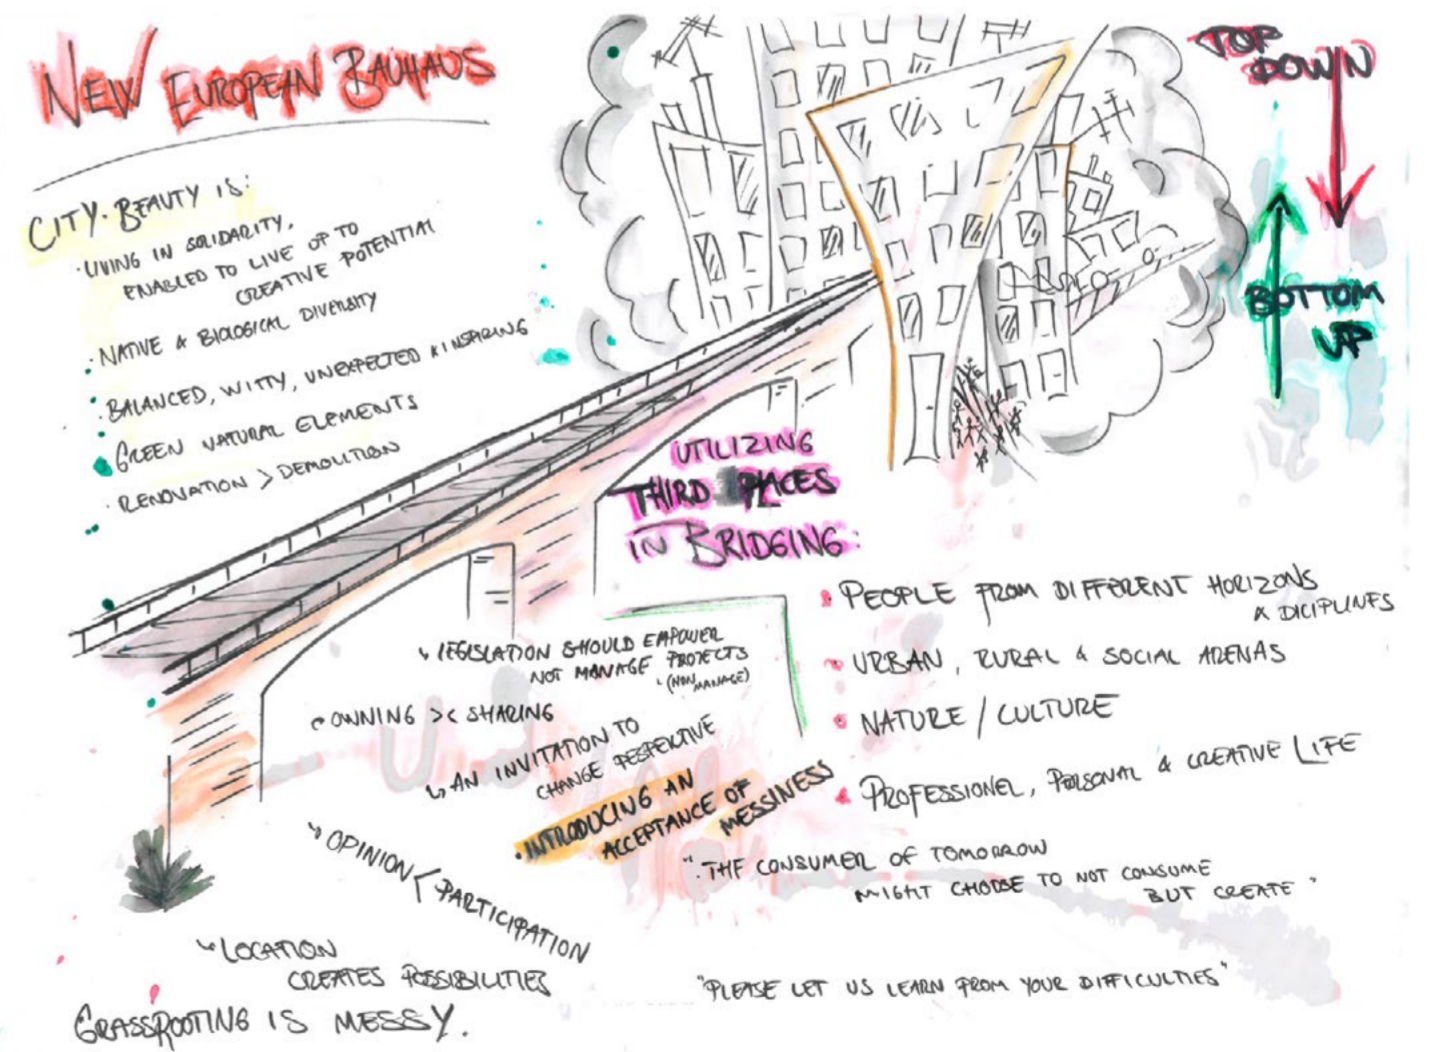 NEW EUROPEAN BAUHAUS
CITY BEAUTY IS:
· LIVING IN SOLIDARITY,
ENABLED TO LIVE UP TO
CREATIVE POTENTIAL
· NATIVE & BIOLOGICAL DIVERSITY
· BALANCED, WITTY, UNEXPECTED & INSPIRING
· GREEN NATURAL ELEMENTS
· RENOVATION > DEMOLITION
TOP
DOWN
BOTTOM
UP
UTILIZING
THIRD PLACES
IN BRIDGING:
· PEOPLE FROM DIFFERENT HORIZONS
& DICIPLINES
· URBAN, RURAL & SOCIAL ARENAS
· NATURE / CULTURE
· PROFESSIONEL, PERSONAL & CREATIVE LIFE
LEGISLATION SHOULD EMPOWER
NOT MANAGE PROJECTS
(NON MANAGE)
OWNING >< SHARING
AN INVITATION TO
CHANGE PESPEKTIVE
· INTRODUCING AN
ACCEPTANCE OF
MESSINESS
OPINION < PARTICIPATION
"THE CONSUMER OF TOMORROW
MIGHT CHOOSE TO NOT CONSUME
BUT CREATE"
LOCATION
CREATES POSSIBILITIES
"PLEASE LET US LEARN FROM YOUR DIFFICULTIES"
GRASSROOTING IS MESSY.